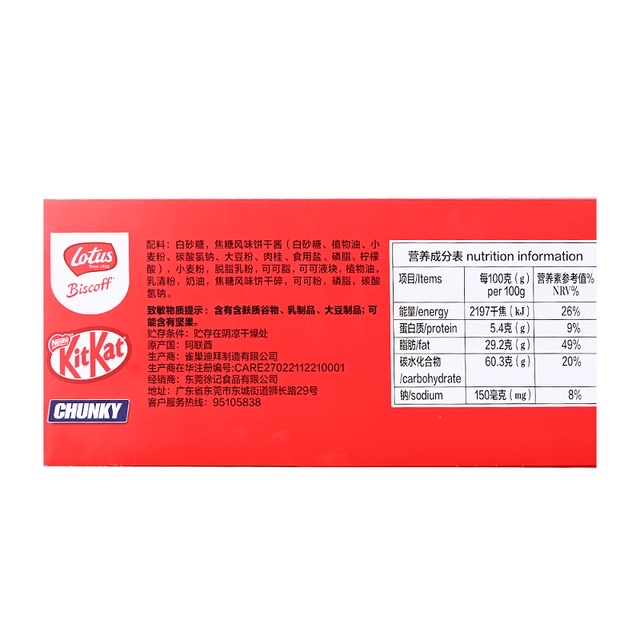 Lotus
Since 1932
Biscoff
Nestle
KitKat
CHUNKY
配料：白砂糖，焦糖风味饼干酱（白砂糖、植物油、小
麦粉、碳酸氢钠、大豆粉、肉桂、食用盐、磷脂、柠檬
酸），小麦粉，脱脂乳粉，可可脂，可可液块，植物油，
乳清粉，奶油，焦糖风味饼干碎，可可粉，磷脂，碳酸
氢钠。
致敏物质提示：含有含麸质谷物、乳制品、大豆制品；可
能含有坚果。
贮存条件：贮存在阴凉干燥处
原产国：阿联酋
生产商：雀巢迪拜制造有限公司
生产商在华注册编号:CARE27022112210001
经销商：东莞徐记食品有限公司
地址：广东省东莞市东城街道狮长路29号
客户服务热线：95105838
营养成分表 nutrition information
项目/Items 每100克（g） per 100g 营养素参考值% NRV%
能量/energy 2197千焦（kJ） 26%
蛋白质/protein 5.4克（g） 9%
脂肪/fat 29.2克（g） 49%
碳水化合物 60.3克（g） 20%
/carbohydrate
钠/sodium 150毫克（mg） 8%